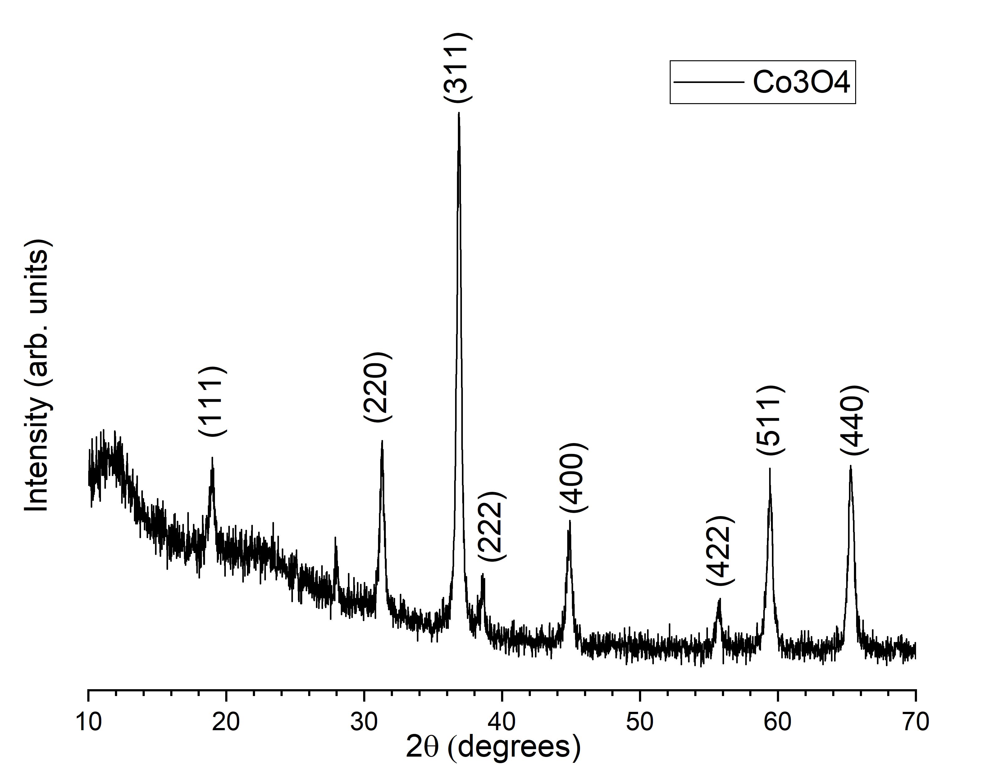 Co3O4
(311)
(220)
(111)
(511)
(440)
(400)
(222)
(422)
Intensity (arb. units)
10 20 30 40 50 60 70
2θ (degrees)